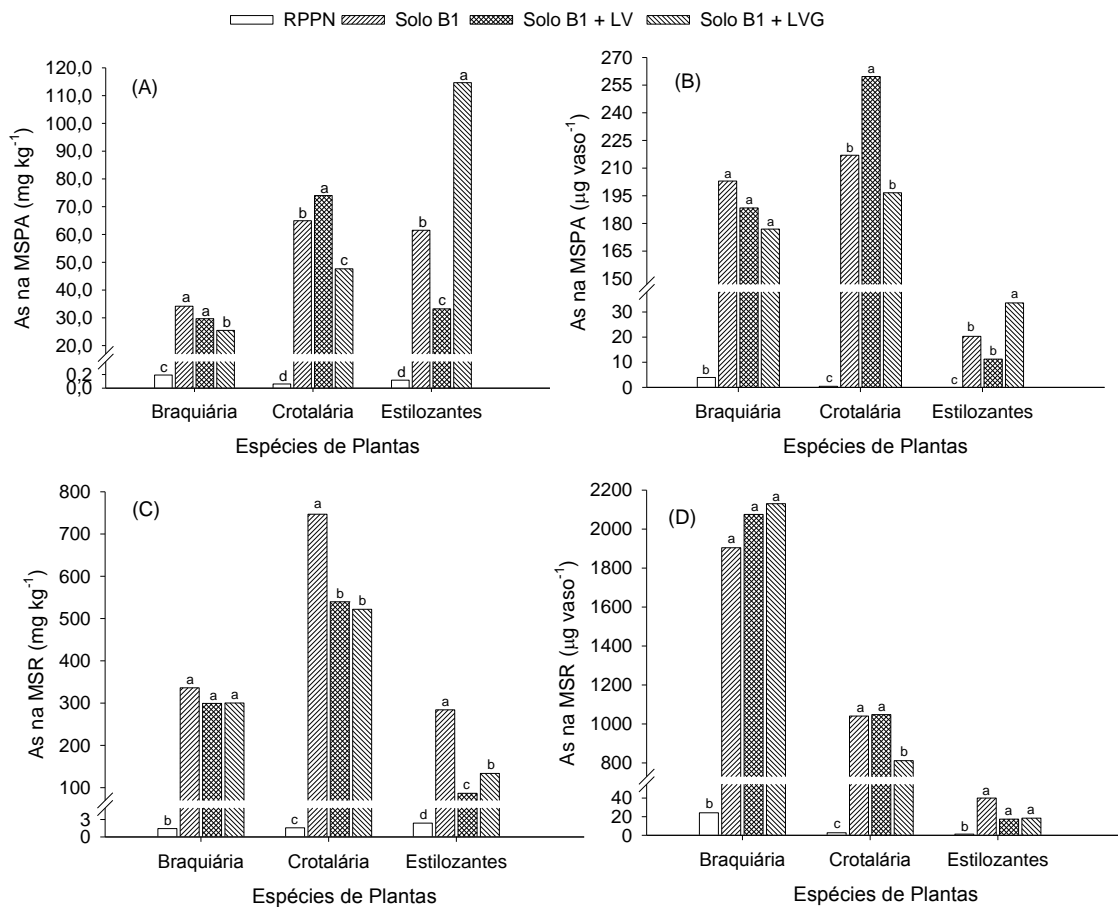 RPPN Solo B1 Solo B1 + LV Solo B1 + LVG
(A)
As na MSPA (mg kg-1)
120,0
110,0
100,0
90,0
80,0
70,0
60,0
50,0
40,0
30,0
20,0
0,2
0,0
c a a b
d b a c
d b c a
Braquiária Crotalária Estilozantes
Espécies de Plantas
(B)
As na MSPA (µg vaso-1)
270
255
240
225
210
195
180
165
150
30
20
10
0
b a a a
c b a b
c b b a
Braquiária Crotalária Estilozantes
Espécies de Plantas
(C)
As na MSR (mg kg-1)
800
700
600
500
400
300
200
100
3
0
b a a a
c a b b
d a c b
Braquiária Crotalária Estilozantes
Espécies de Plantas
(D)
As na MSR (µg vaso-1)
2200
2000
1800
1600
1400
1200
1000
800
40
20
0
b a a a
c a a b
b a a a
Braquiária Crotalária Estilozantes
Espécies de Plantas